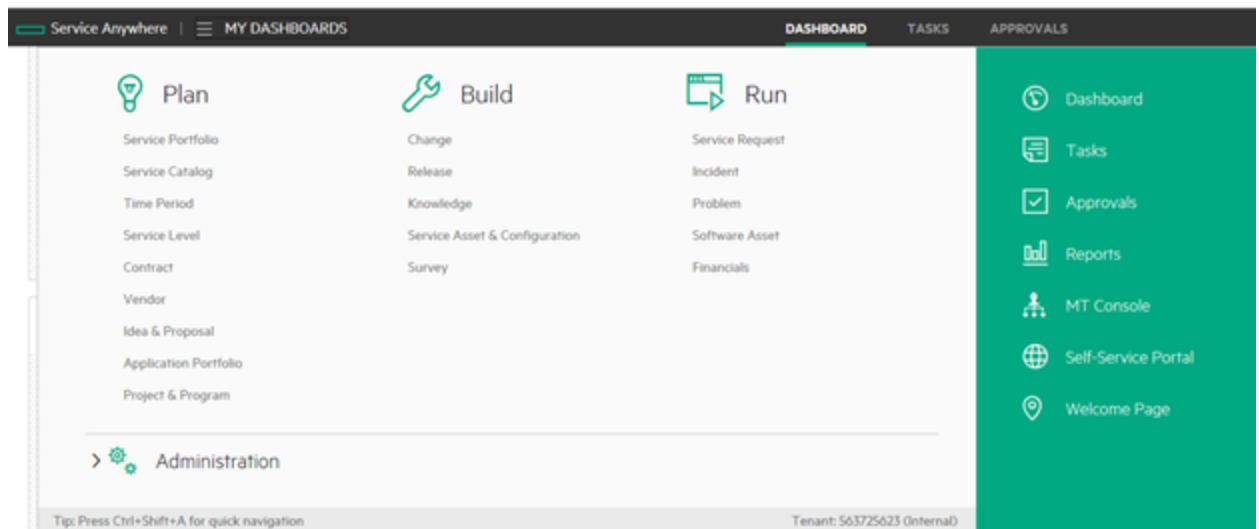 Service Anywhere | MY DASHBOARDS
DASHBOARD TASKS APPROVALS
Plan
Service Portfolio
Service Catalog
Time Period
Service Level
Contract
Vendor
Idea & Proposal
Application Portfolio
Project & Program
Build
Change
Release
Knowledge
Service Asset & Configuration
Survey
Run
Service Request
Incident
Problem
Software Asset
Financials
Administration
Dashboard
Tasks
Approvals
Reports
MT Console
Self-Service Portal
Welcome Page
Tip: Press Ctrl+Shift+A for quick navigation
Tenant: 563725623 (Internal)